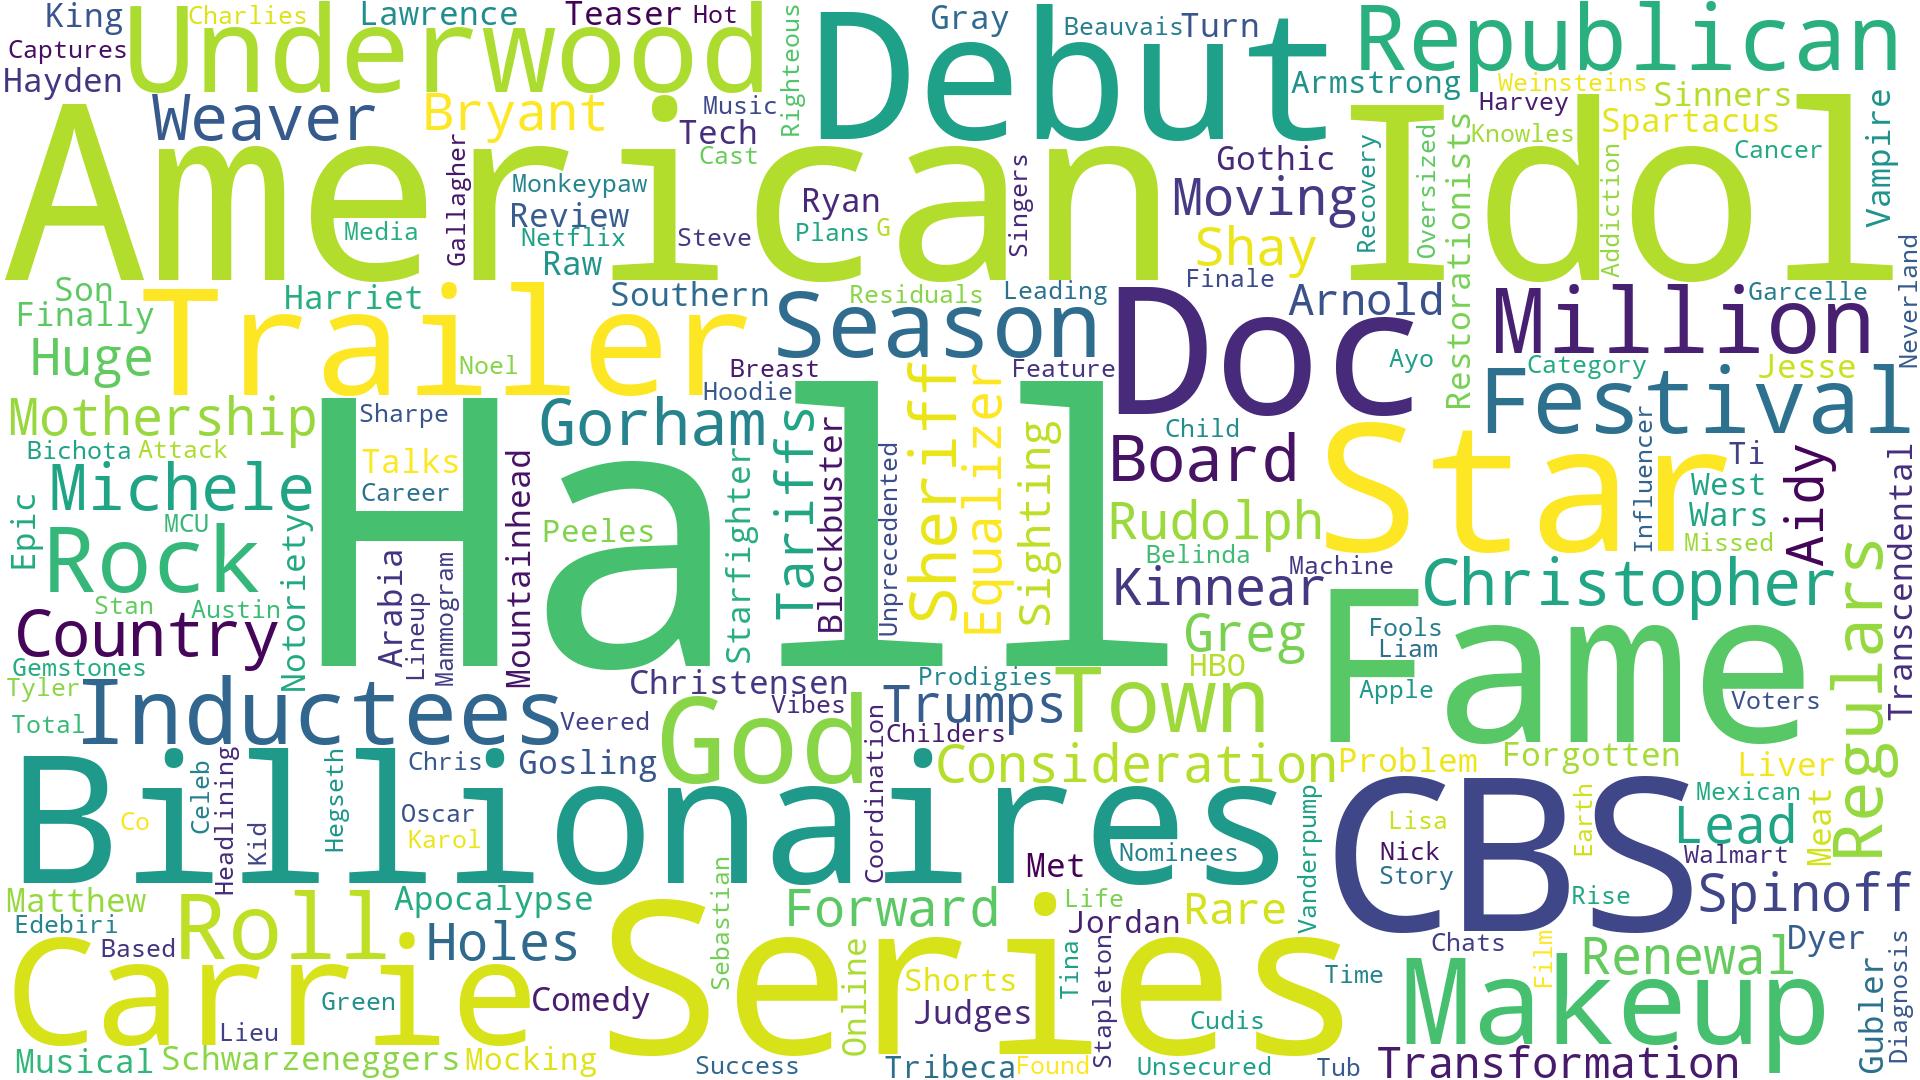 King
Charlies
Lawrence
Teaser
Hot
Captures
Underwood
Righteous
Debut
Gray
Beauvais
Turn
Republican
Hayden
Weaver
Bryant
Music
Tech
Armstrong
Weinsteins
Harvey
Sinners
Knowles
Spartacus
Cancer
Vampire
American
Idol
Gallagher
Cast
Monkeypaw
Review
Ryan
Singers
Gothic
Moving
Recovery
Oversized
Restorationists
Addiction
Media
Netflix
Raw
Steve
Plans
G
Shay
Finale
Neverland
Son
Finally
Harriet
Trailer
Southern
Season
Residuals
Leading
Doc
Arnold
Million
Garcelle
Huge
Noel
Breast
Hoodie
Feature
Ayo
Category
Jesse
Festival
Mothership
Sharpe
Gorham
Tariffs
Blockbuster
Sheriff
Equalizer
Sighting
Child
Board
Star
Influencer
Ti
Aidy
Bichota
Attack
Talks
Career
Michele
Hall
Mountainhead
Peeles
Starfighter
Unprecedented
Rudolph
West
Wars
Missed
Transcendental
Epic
MCU
Rock
Notoriety
Belinda
Machine
Kinnear
Christopher
Stan
Austin
Arabia
Lineup
Mammogram
Country
Greg
Fools
Liam
Fame
Regulars
Gemstones
Tyler
Total
Inductees
Veered
Christensen
Vibes
Prodigies
Trumps
Childers
Town
HBO
Apple
Voters
God
Coordination
Consideration
Problem
Forgotten
Liver
Billionaires
Celeb
Headlining
Kid
Hegseth
Chris
Gosling
Oscar
Karol
Co
Vanderpump
CBS
Lisa
Nick
Story
Earth
Mexican
Lead
Meat
Walmart
Met
Nominees
Rise
Spinoff
Matthew
Edebiri
Roll
Apocalypse
Sebastian
Forward
Life
Jordan
Rare
Based
Holes
Chats
Film
Renewal
Dyer
Carrie
Series
Green
Comedy
Online
Shorts
Judges
Tina
Stapleton
Time
Makeup
Gubler
Diagnosis
Lieu
Cudis
Musical
Schwarzeneggers
Mocking
Success
Tribeca
Found
Unsecured
Tub
Transformation